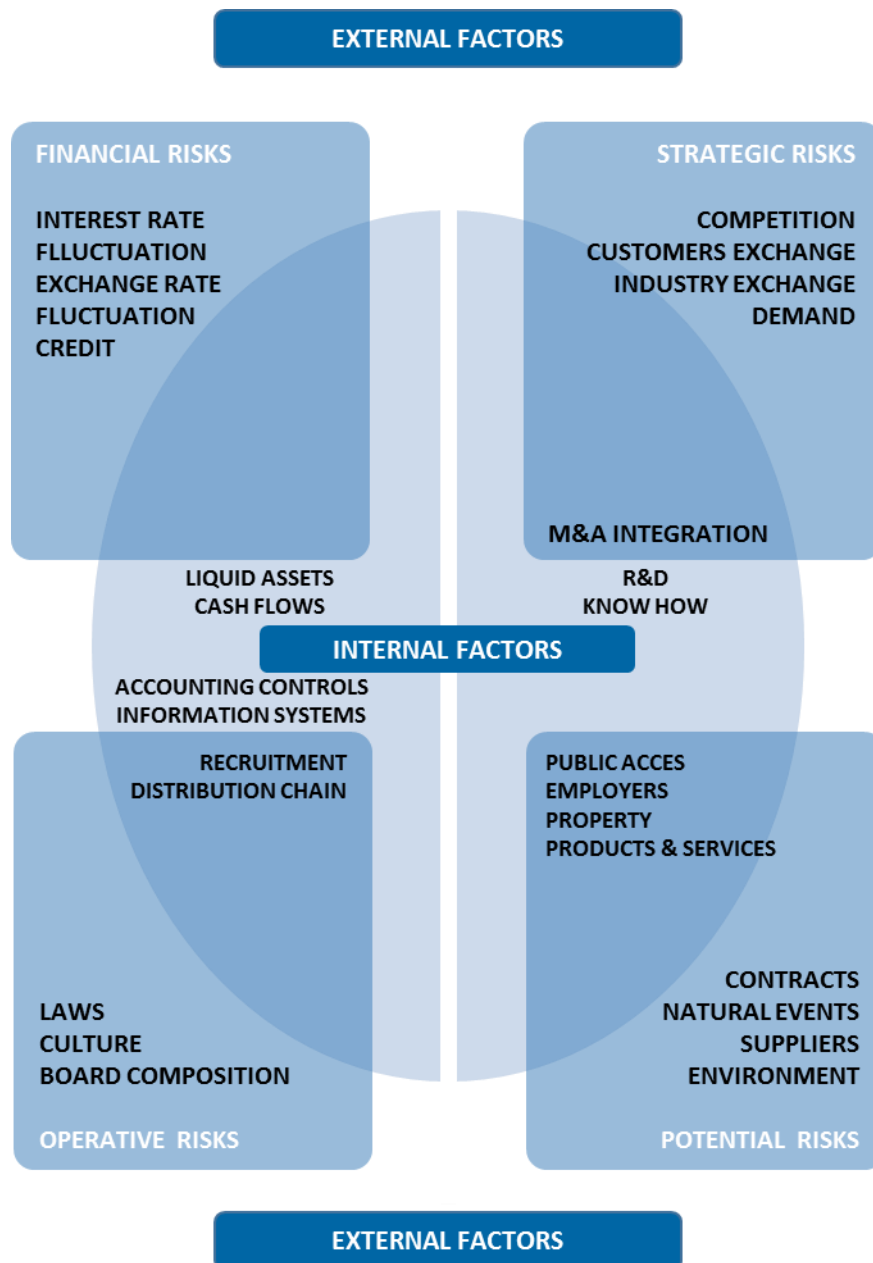 EXTERNAL FACTORS
FINANCIAL RISKS
INTEREST RATE
FLLUCTUATION
EXCHANGE RATE
FLUCTUATION
CREDIT
STRATEGIC RISKS
COMPETITION
CUSTOMERS EXCHANGE
INDUSTRY EXCHANGE
DEMAND
M&A INTEGRATION
LIQUID ASSETS
CASH FLOWS
R&D
KNOW HOW
INTERNAL FACTORS
ACCOUNTING CONTROLS
INFORMATION SYSTEMS
RECRUITMENT
DISTRIBUTION CHAIN
PUBLIC ACCES
EMPLOYERS
PROPERTY
PRODUCTS & SERVICES
LAWS
CULTURE
BOARD COMPOSITION
OPERATIVE RISKS
CONTRACTS
NATURAL EVENTS
SUPPLIERS
ENVIRONMENT
POTENTIAL RISKS
EXTERNAL FACTORS